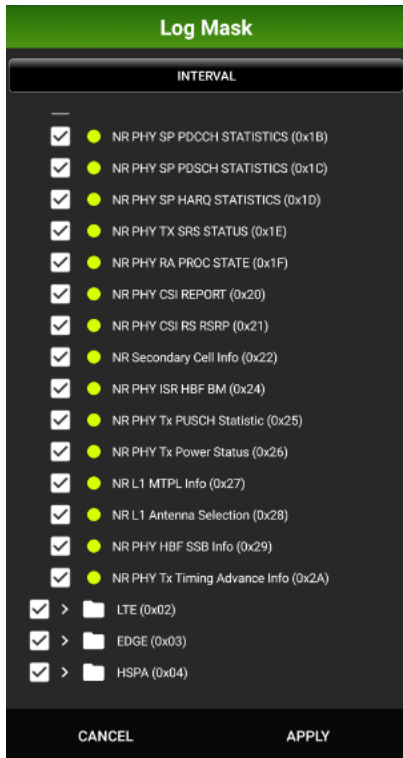 Log Mask
INTERVAL
NR PHY SP PDCCH STATISTICS (0x1B)
NR PHY SP PDSCH STATISTICS (0x1C)
NR PHY SP HARQ STATISTICS (0x1D)
NR PHY TX SRS STATUS (0x1E)
NR PHY RA PROC STATE (0x1F)
NR PHY CSI REPORT (0x20)
NR PHY CSI RS RSRP (0x21)
NR Secondary Cell Info (0x22)
NR PHY ISR HBF BM (0x24)
NR PHY Tx PUSCH Statistic (0x25)
NR PHY Tx Power Status (0x26)
NR L1 MTPL Info (0x27)
NR L1 Antenna Selection (0x28)
NR PHY HBF SSB Info (0x29)
NR PHY Tx Timing Advance Info (0x2A)
LTE (0x02)
EDGE (0x03)
HSPA (0x04)
CANCEL APPLY